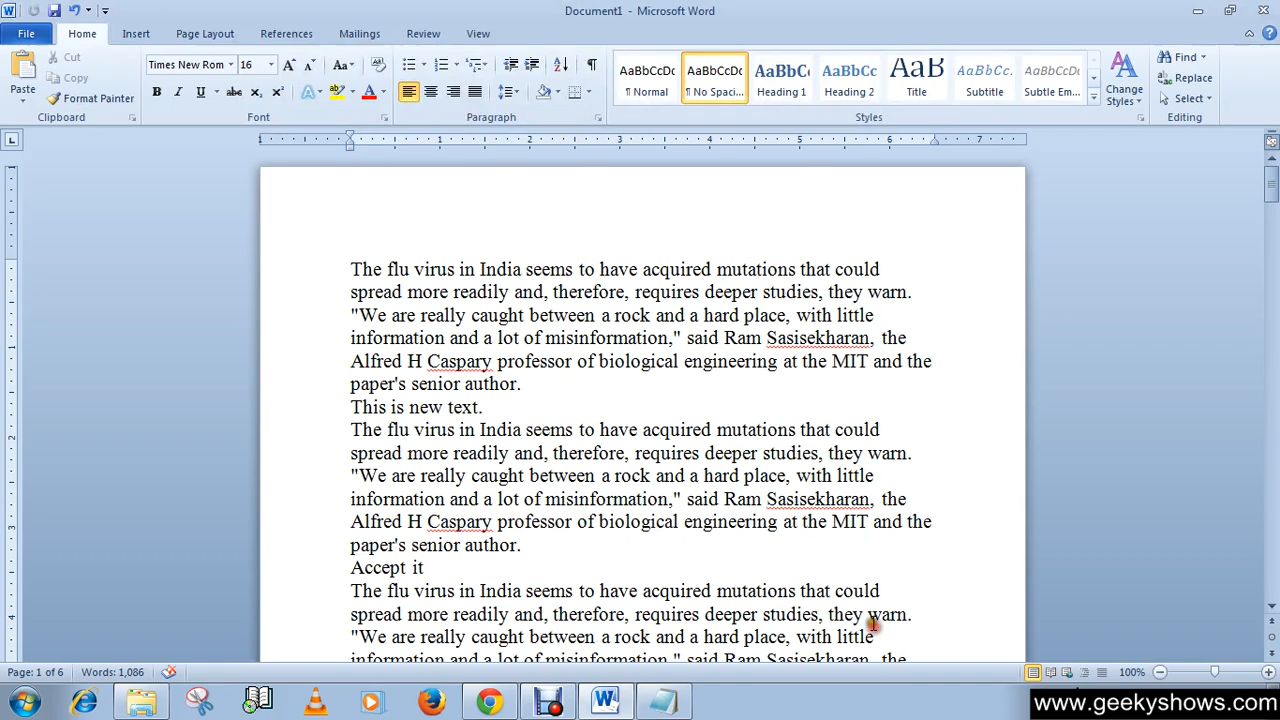 Document1 - Microsoft Word
File Home Insert Page Layout References Mailings Review View
Cut
Copy
Format Painter
Paste
Clipboard
Times New Rom 16
Font
Paragraph
AaBbCcDc AaBbCcDc AaBbC AaBbCc AaB AaBbCc. AaBbCcDc
¶ Normal ¶ No Spaci... Heading 1 Heading 2 Title Subtitle Subtle Em...
Change Styles
Styles
Find
Replace
Select
Editing
The flu virus in India seems to have acquired mutations that could
spread more readily and, therefore, requires deeper studies, they warn.
"We are really caught between a rock and a hard place, with little
information and a lot of misinformation," said Ram Sasisekharan, the
Alfred H Caspary professor of biological engineering at the MIT and the
paper's senior author.
This is new text.
The flu virus in India seems to have acquired mutations that could
spread more readily and, therefore, requires deeper studies, they warn.
"We are really caught between a rock and a hard place, with little
information and a lot of misinformation," said Ram Sasisekharan, the
Alfred H Caspary professor of biological engineering at the MIT and the
paper's senior author.
Accept it
The flu virus in India seems to have acquired mutations that could
spread more readily and, therefore, requires deeper studies, they warn.
"We are really caught between a rock and a hard place, with little
information and a lot of misinformation," said Ram Sasisekharan, the
Page: 1 of 6 Words: 1,086 100%
www.geekyshows.com